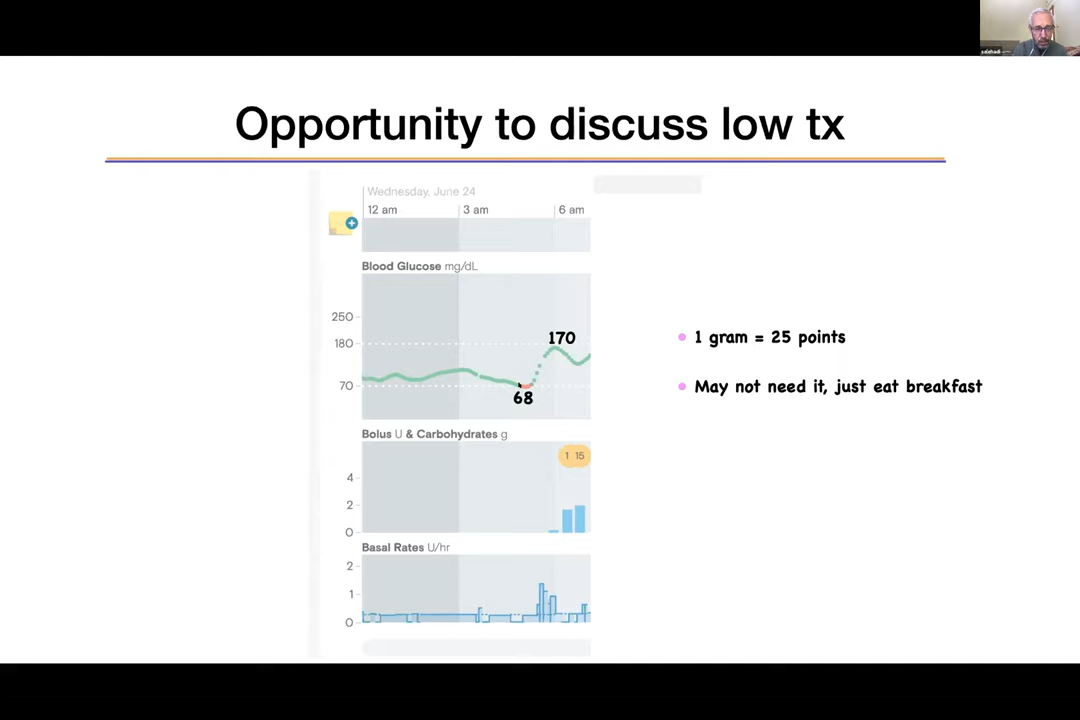 Opportunity to discuss low tx
Wednesday, June 24
12 am 3 am 6 am
Blood Glucose mg/dL
250
180
70
170
68
1 gram = 25 points
May not need it, just eat breakfast
Bolus U & Carbohydrates g
1 15
4
2
0
Basal Rates U/hr
2
1
0